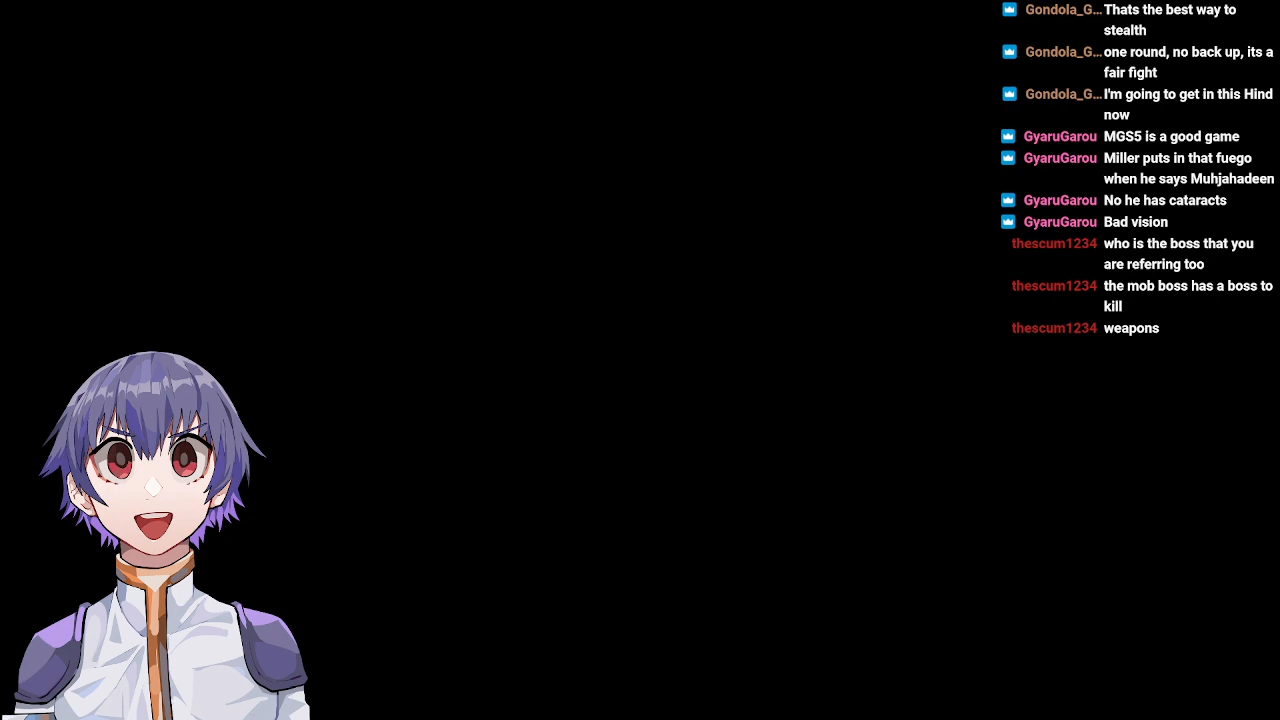 Gondola_G... Thats the best way to
stealth
Gondola_G... one round, no back up, its a
fair fight
Gondola_G... I'm going to get in this Hind
now
GyaruGarou MGS5 is a good game
GyaruGarou Miller puts in that fuego
when he says Muhjahadeen
GyaruGarou No he has cataracts
GyaruGarou Bad vision
thescum1234 who is the boss that you
are referring too
thescum1234 the mob boss has a boss to
kill
thescum1234 weapons